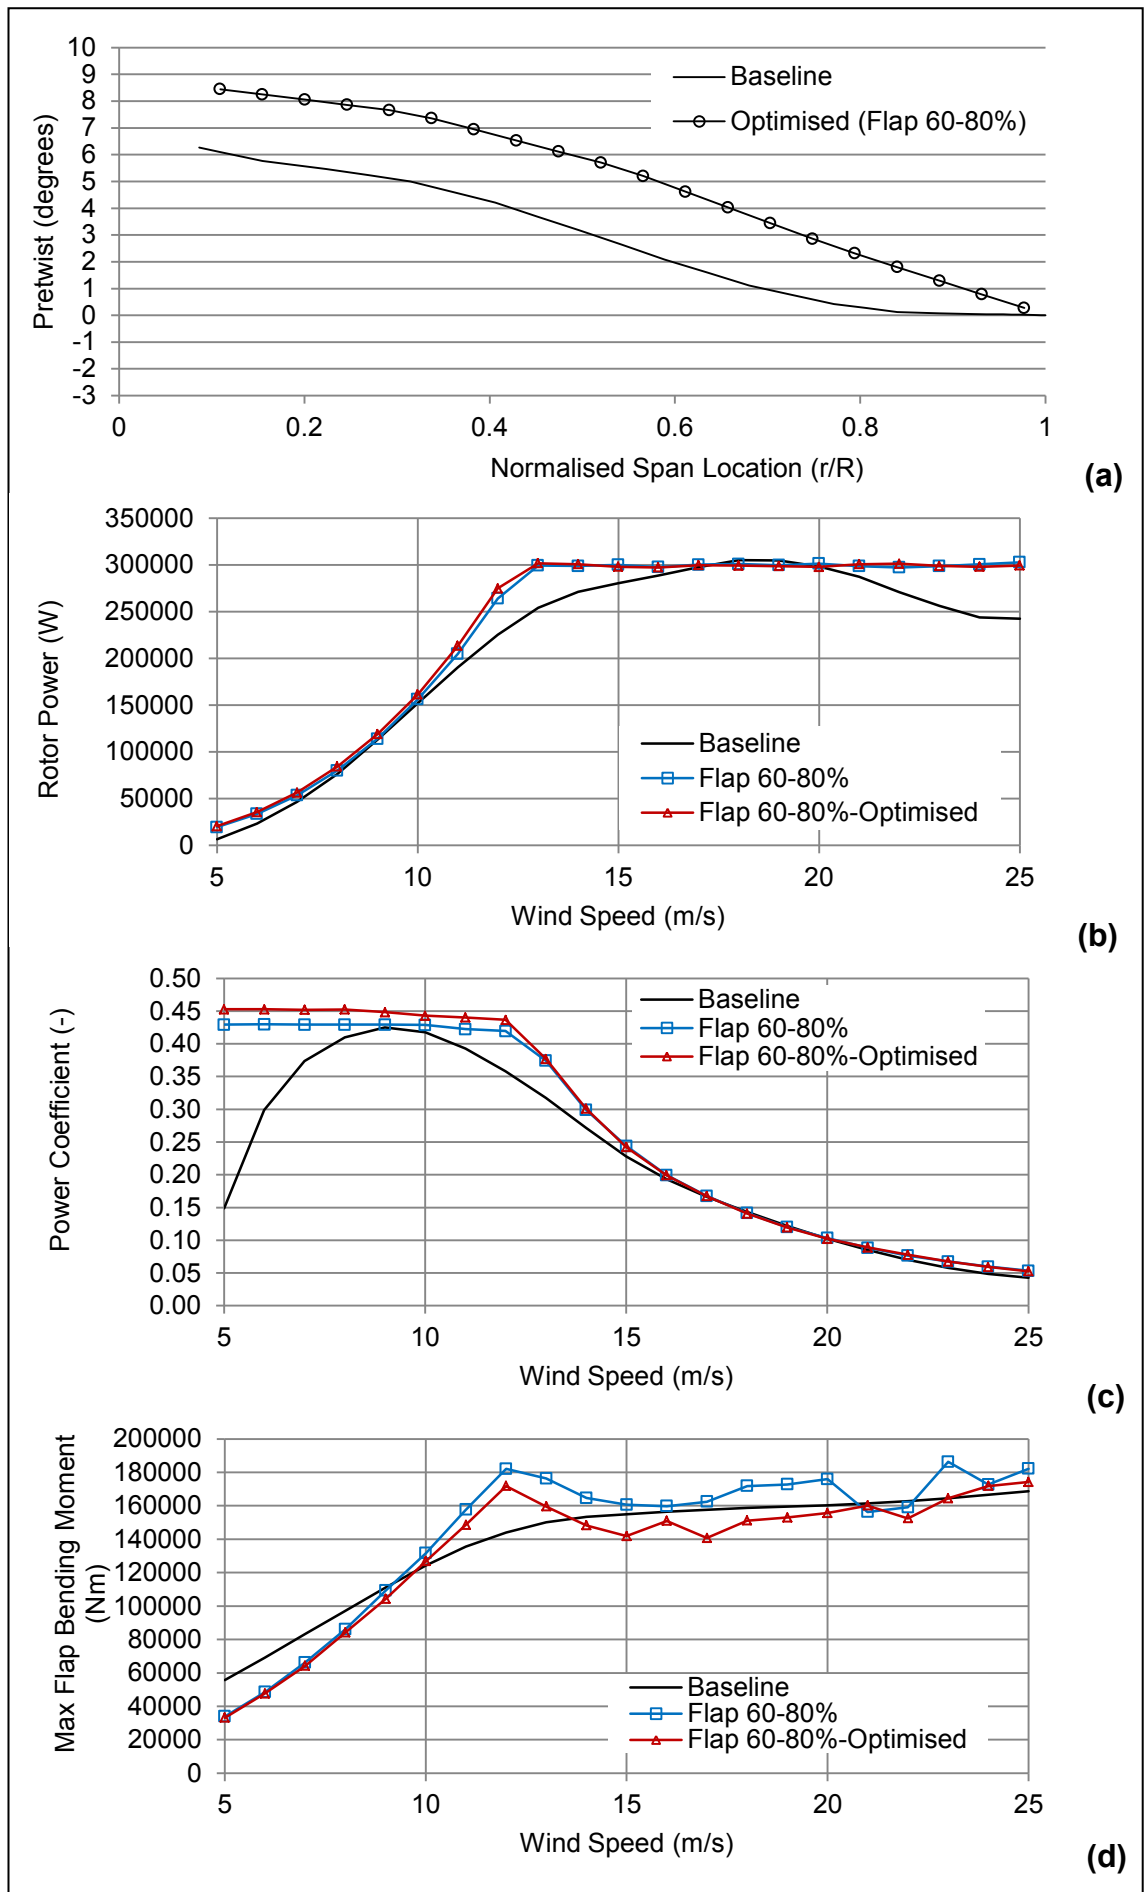 10
9
8
7
6
5
4
3
2
1
0
-1
-2
-3
Pretwist (degrees)
Baseline
Optimised (Flap 60-80%)
0 0.2 0.4 0.6 0.8 1
Normalised Span Location (r/R)
(a)
350000
300000
250000
200000
150000
100000
50000
0
Rotor Power (W)
Baseline
Flap 60-80%
Flap 60-80%-Optimised
5 10 15 20 25
Wind Speed (m/s)
(b)
0.50
0.45
0.40
0.35
0.30
0.25
0.20
0.15
0.10
0.05
0.00
Power Coefficient (-)
Baseline
Flap 60-80%
Flap 60-80%-Optimised
5 10 15 20 25
Wind Speed (m/s)
(c)
200000
180000
160000
140000
120000
100000
80000
60000
40000
20000
0
Max Flap Bending Moment
(Nm)
Baseline
Flap 60-80%
Flap 60-80%-Optimised
5 10 15 20 25
Wind Speed (m/s)
(d)